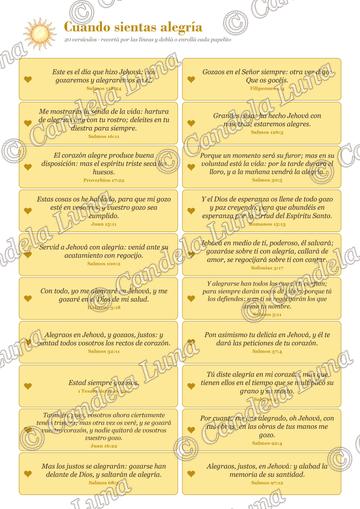 Cuando sientas alegría
20 versículos · recortá por las líneas y doblá o enrollá cada papelito
Este es el día que hizo Jehová; nos
gozaremos y alegraremos en él.
Salmos
Gozaos en el Señor siempre: otra vez digo:
Que os gocéis.
Filipenses
Me mostrarás la senda de la vida: hartura
de alegrías hay con tu rostro; deleites en tu
diestra para siempre.
Salmos 16:11
Grandes cosas ha hecho Jehová con
nosotros; estaremos alegres.
Salmos 126:3
El corazón alegre produce buena
disposición: mas el espíritu triste seca los
huesos.
Proverbios 17:22
Porque un momento será su furor; mas en su
voluntad está la vida: por la tarde durará el
lloro, y a la mañana vendrá la alegría.
Salmos 30:5
Estas cosas os he hablado, para que mi gozo
esté en vosotros, y vuestro gozo sea
cumplido.
Juan 15:11
Y el Dios de esperanza os llene de todo gozo
y paz creyendo, para que abundéis en
esperanza por la virtud del Espíritu Santo.
Romanos 15:13
Servid a Jehová con alegría: venid ante su
acatamiento con regocijo.
Salmos 100:2
Jehová en medio de ti, poderoso, él salvará;
gozaráse sobre ti con alegría, callará de
amor, se regocijará sobre ti con cantar.
Sofonías 3:17
Con todo, yo me alegraré en Jehová, y me
gozaré en el Dios de mi salud.
3:18
Y alegrarse han todos los que en ti confían;
para siempre darán voces de júbilo, porque tú
los defiendes; y en ti se regocijarán los que
aman tu nombre.
Alegraos en Jehová, y gozaos, justos: y
cantad todos vosotros los rectos de corazón.
Salmos 32:11
Pon asimismo tu delicia en Jehová, y él te
dará las peticiones de tu corazón.
Salmos 37:4
Estad siempre gozosos.
1
Tú diste alegría en mi corazón, más que
tienen ellos en el tiempo que se multiplicó su
grano y su mosto.
También, pues, vosotros ahora ciertamente
tenéis tristeza; mas otra vez os veré, y se gozará
vuestro corazón, y nadie quitará de vosotros
vuestro gozo.
Juan 16:22
Por cuanto me has alegrado, oh Jehová, con
tus obras; en las obras de tus manos me
gozo.
Salmos 92:4
Mas los justos se alegrarán: gozarse han
delante de Dios, y saltarán de alegría.
Salmos 68:3
Alegraos, justos, en Jehová: y alabad la
memoria de su santidad.
Salmos 97:12
© Candela Luna